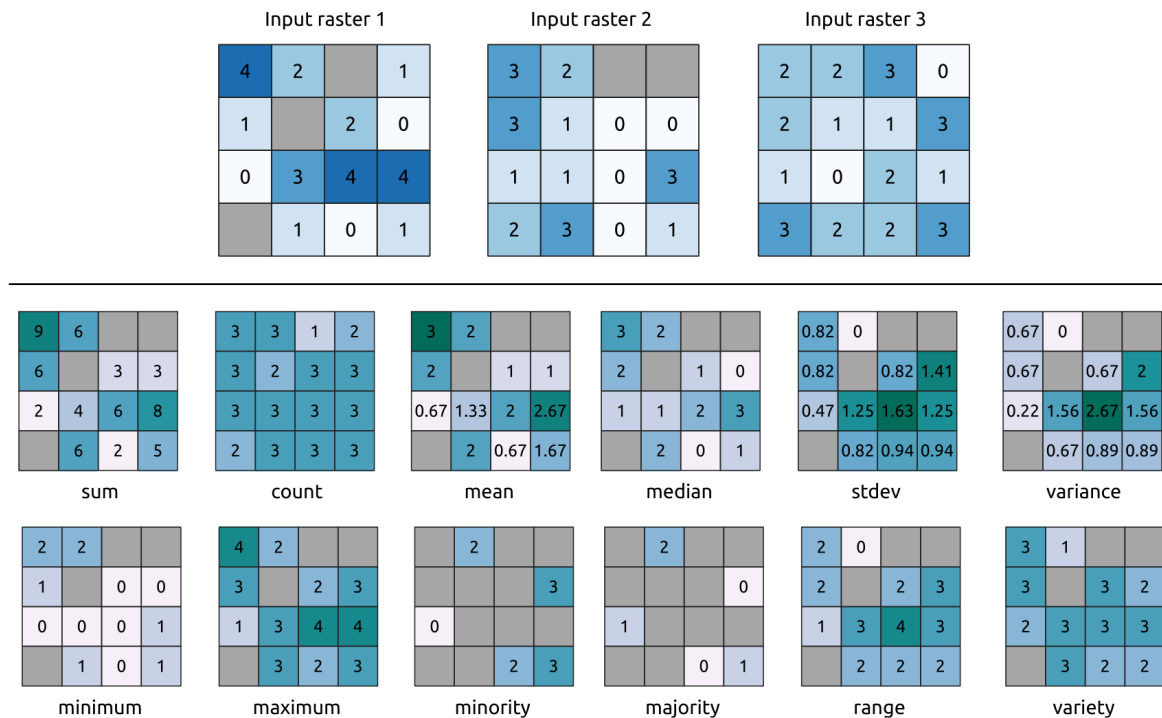 Input raster 1 Input raster 2 Input raster 3
4 2 1 3 2 2 2 3 0
1 2 0 3 1 0 0 2 1 1 3
0 3 4 4 1 1 0 3 1 0 2 1
1 0 1 2 3 0 1 3 2 2 3
9 6 3 3 1 2 3 2 3 2 0.82 0 0.67 0
6 3 3 3 2 3 3 2 1 1 2 1 0 0.82 0.82 1.41 0.67 0.67 2
2 4 6 8 3 3 3 3 0.67 1.33 2 2.67 1 1 2 3 0.47 1.25 1.63 1.25 0.22 1.56 2.67 1.56
6 2 5 2 3 3 3 2 0.67 1.67 2 0 1 0.82 0.94 0.94 0.67 0.89 0.89
sum count mean median stdev variance
2 2 4 2 2 2 2 0 3 1
1 0 0 3 2 3 3 0 2 2 3 3 3 2
0 0 0 1 1 3 4 4 0 1 1 3 4 3 2 3 3 3
1 0 1 3 2 3 2 3 0 1 2 2 2 3 2 2
minimum maximum minority majority range variety